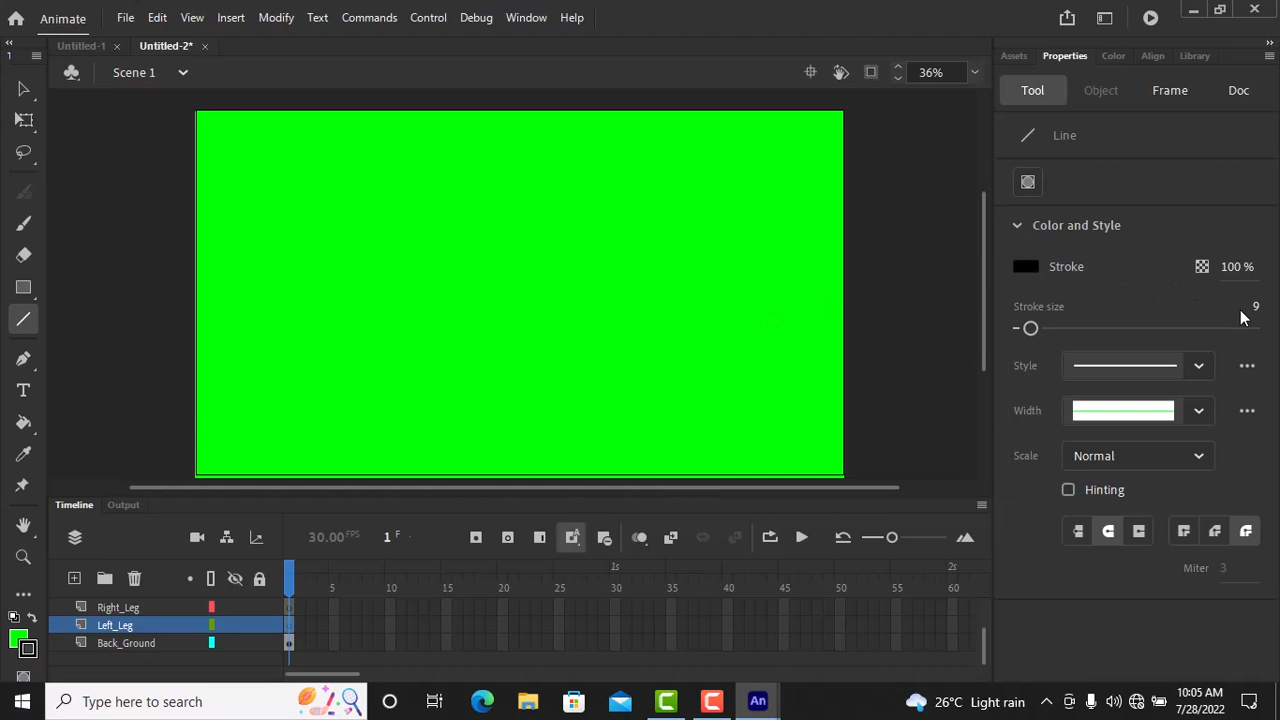 Animate File Edit View Insert Modify Text Commands Control Debug Window Help
1 Untitled-1 × Untitled-2* × Assets Properties Color Align Library
Scene 1 36% Tool Object Frame Doc
Line
Color and Style
Stroke 100 %
Stroke size 9
Style
Width
Scale Normal
Hinting
Miter 3
Timeline Output
30.00 FPS 1 F
1s 2s
5 10 15 20 25 30 35 40 45 50 55 60
Right_Leg
Left_Leg
Back_Ground
Type here to search An 26°C Light rain 10:05 AM
7/28/2022